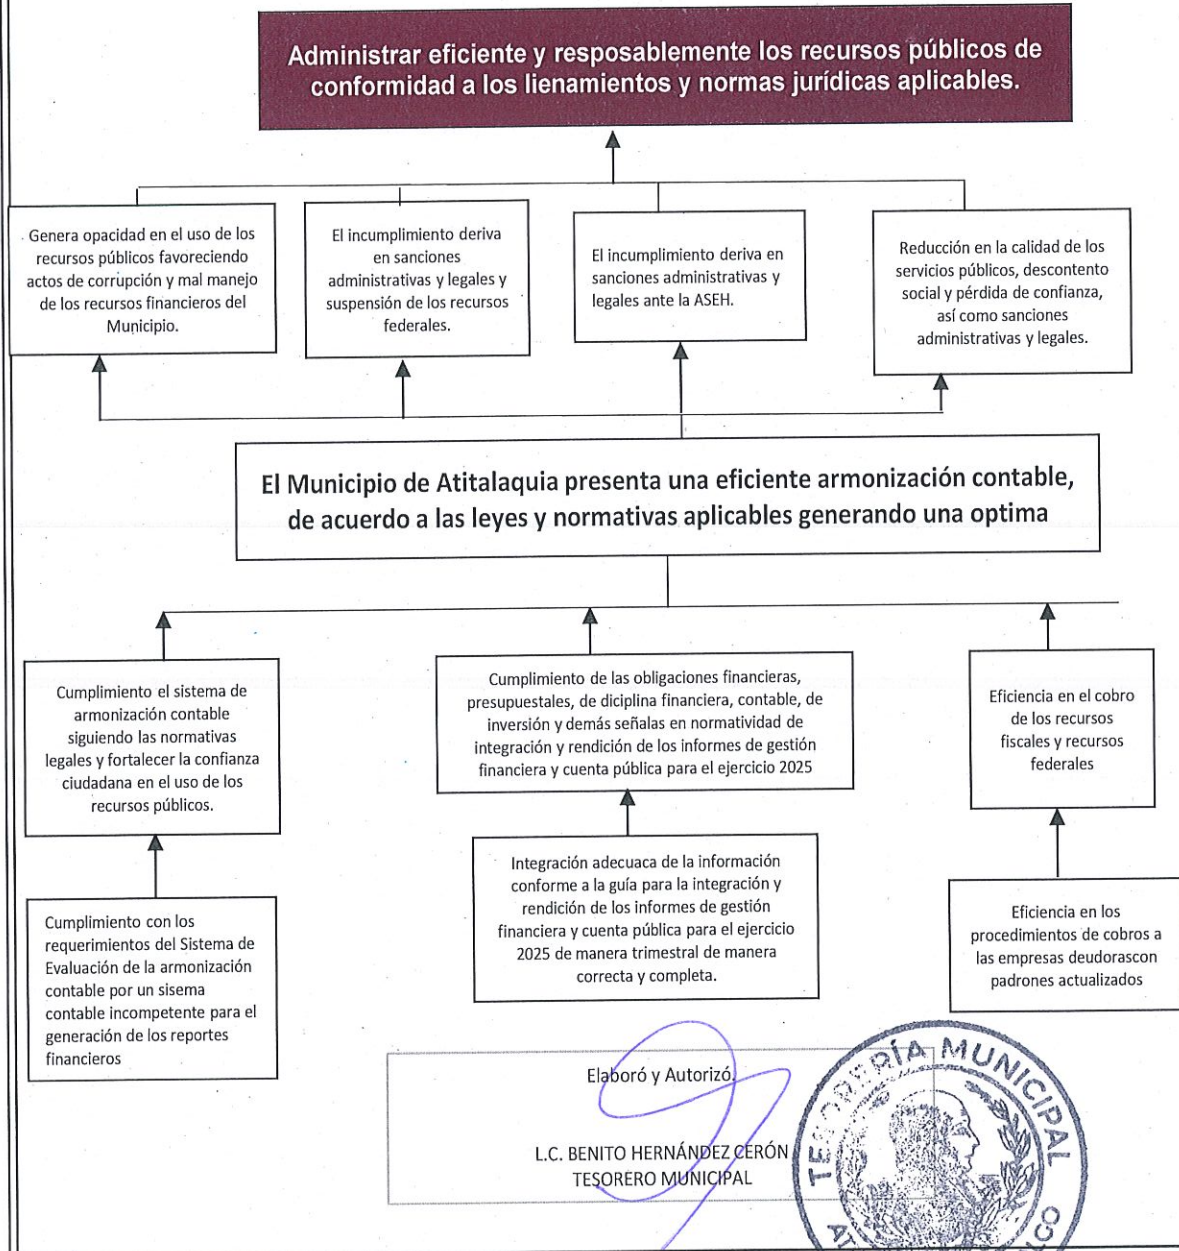 Administrar eficiente y resposablemente los recursos públicos de
conformidad a los lienamientos y normas jurídicas aplicables.
Genera opacidad en el uso de los
recursos públicos favoreciendo
actos de corrupción y mal manejo
de los recursos financieros del
Municipio.
El incumplimiento deriva
en sanciones
administrativas y legales y
suspensión de los recursos
federales.
El incumplimiento deriva en
sanciones administrativas y
legales ante la ASEH.
Reducción en la calidad de los
servicios públicos, descontento
social y pérdida de confianza,
así como sanciones
administrativas y legales.
El Municipio de Atitalaquia presenta una eficiente armonización contable,
de acuerdo a las leyes y normativas aplicables generando una optima
Cumplimiento el sistema de
armonización contable
siguiendo las normativas
legales y fortalecer la confianza
ciudadana en el uso de los
recursos públicos.
Cumplimiento de las obligaciones financieras,
presupuestales, de diciplina financiera, contable, de
inversión y demás señalas en normatividad de
integración y rendición de los informes de gestión
financiera y cuenta pública para el ejercicio 2025
Eficiencia en el cobro
de los recursos
fiscales y recursos
federales
Cumplimiento con los
requerimientos del Sistema de
Evaluación de la armonización
contable por un sisema
contable incompetente para el
generación de los reportes
financieros
Integración adecuaca de la información
conforme a la guía para la integración y
rendición de los informes de gestión
financiera y cuenta pública para el ejercicio
2025 de manera trimestral de manera
correcta y completa.
Eficiencia en los
procedimientos de cobros a
las empresas deudorascon
padrones actualizados
Elaboró y Autorizó.
L.C. BENITO HERNÁNDEZ CERÓN
TESORERO MUNICIPAL
TESORERÍA MUNICIPAL